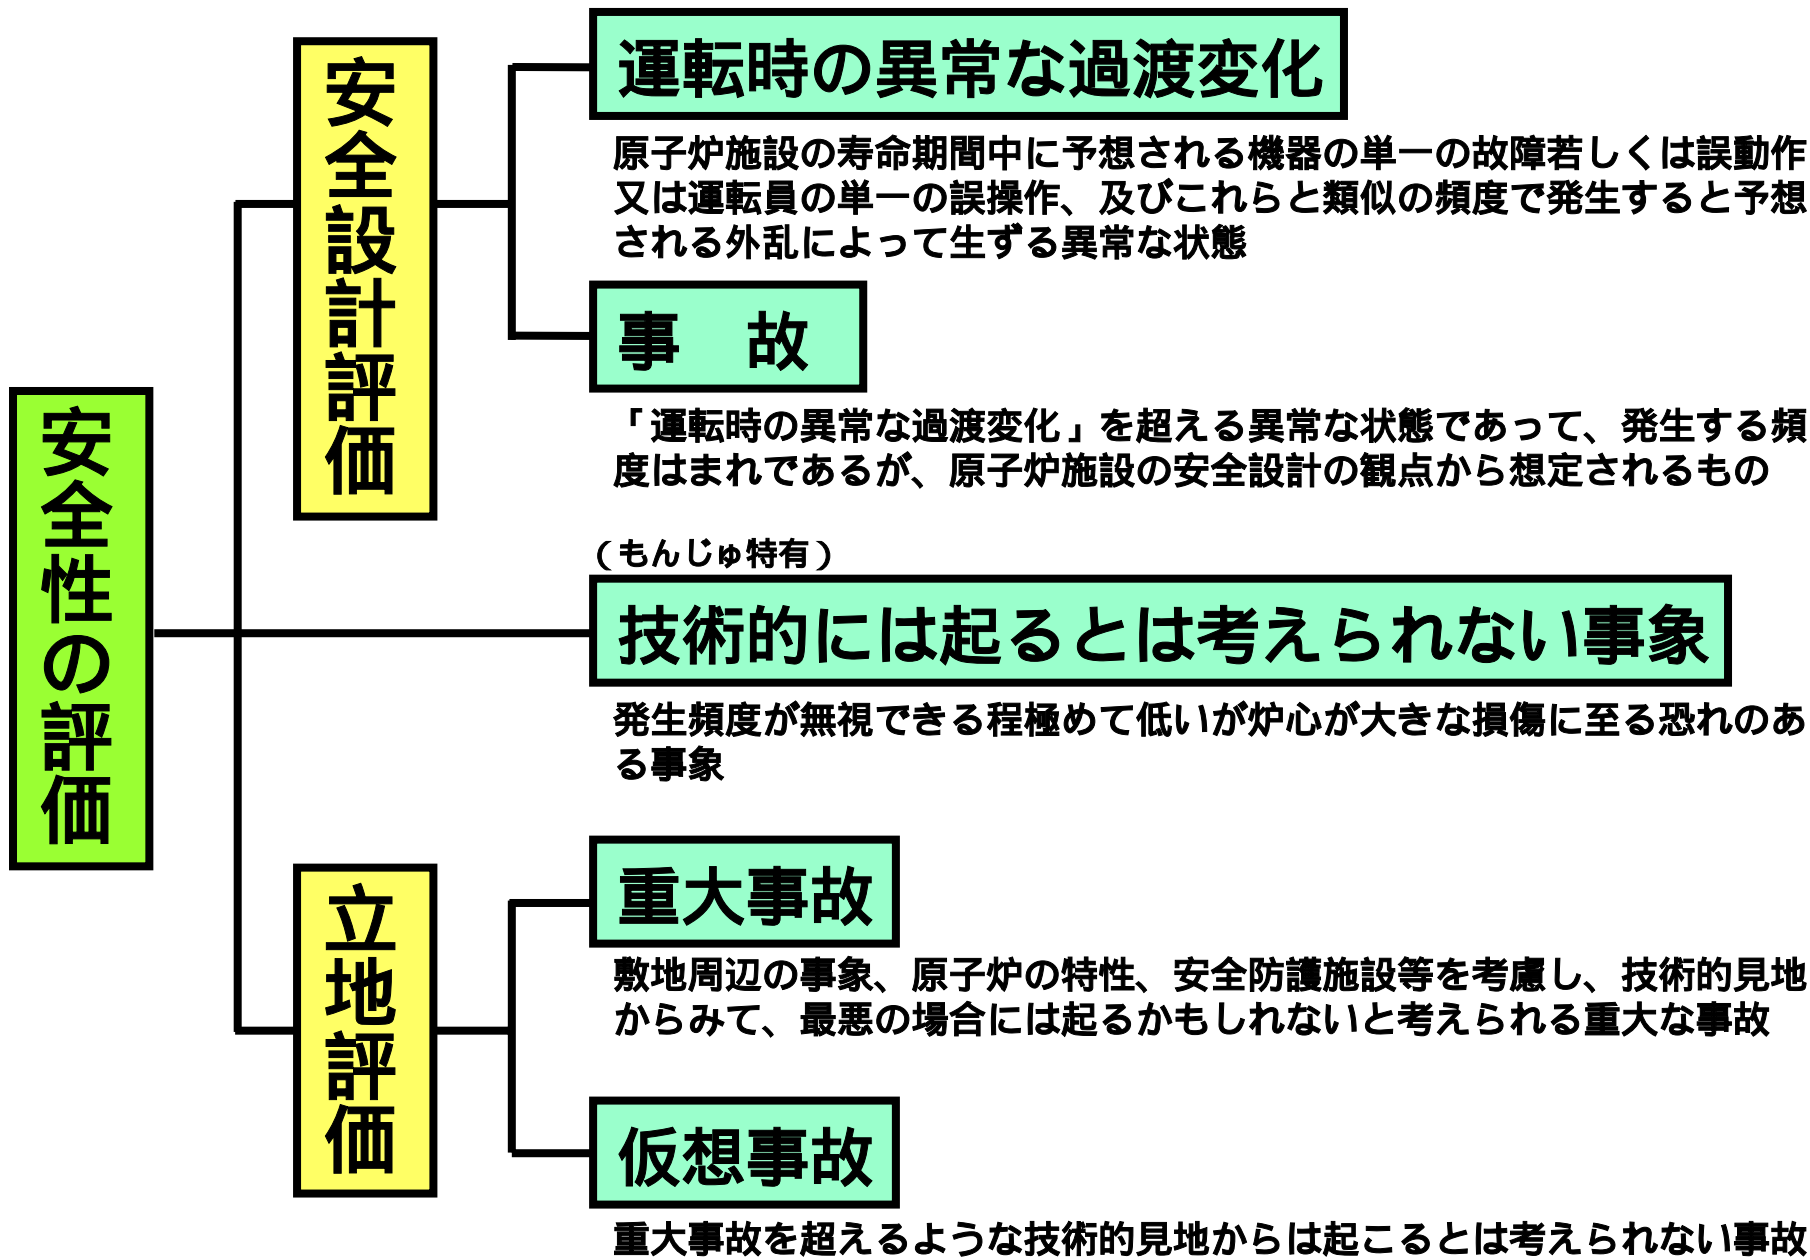 安全性の評価
安全設計評価
運転時の異常な過渡変化
原子炉施設の寿命期間中に予想される機器の単一の故障若しくは誤動作
又は運転員の単一の誤操作、及びこれらと類似の頻度で発生すると予想
される外乱によって生ずる異常な状態
事　故
「運転時の異常な過渡変化」を超える異常な状態であって、発生する頻
度はまれであるが、原子炉施設の安全設計の観点から想定されるもの
（もんじゅ特有）
技術的には起るとは考えられない事象
発生頻度が無視できる程極めて低いが炉心が大きな損傷に至る恐れのあ
る事象
立地評価
重大事故
敷地周辺の事象、原子炉の特性、安全防護施設等を考慮し、技術的見地
からみて、最悪の場合には起るかもしれないと考えられる重大な事故
仮想事故
重大事故を超えるような技術的見地からは起こるとは考えられない事故